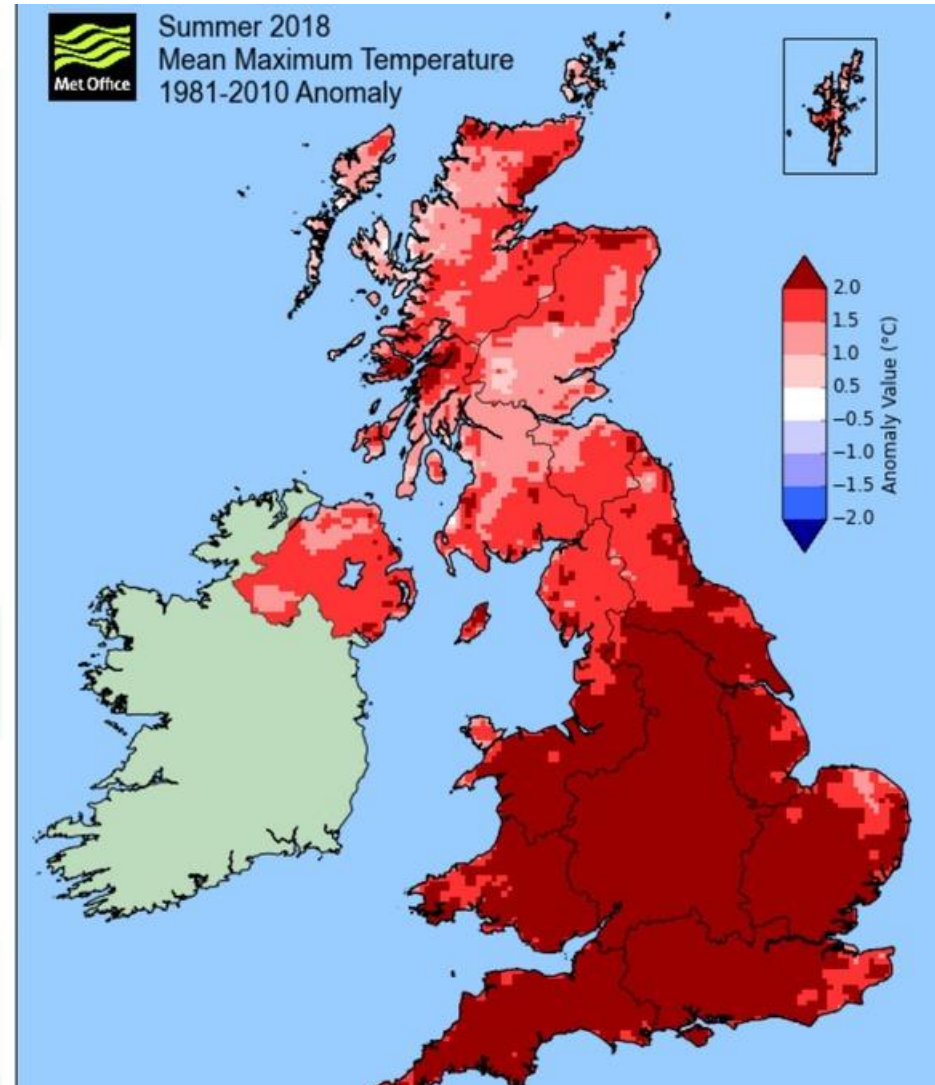 Met Office
Summer 2018
Mean Maximum Temperature
1981-2010 Anomaly
2.0
1.5
1.0
0.5
−0.5
−1.0
−1.5
−2.0
Anomaly Value (°C)